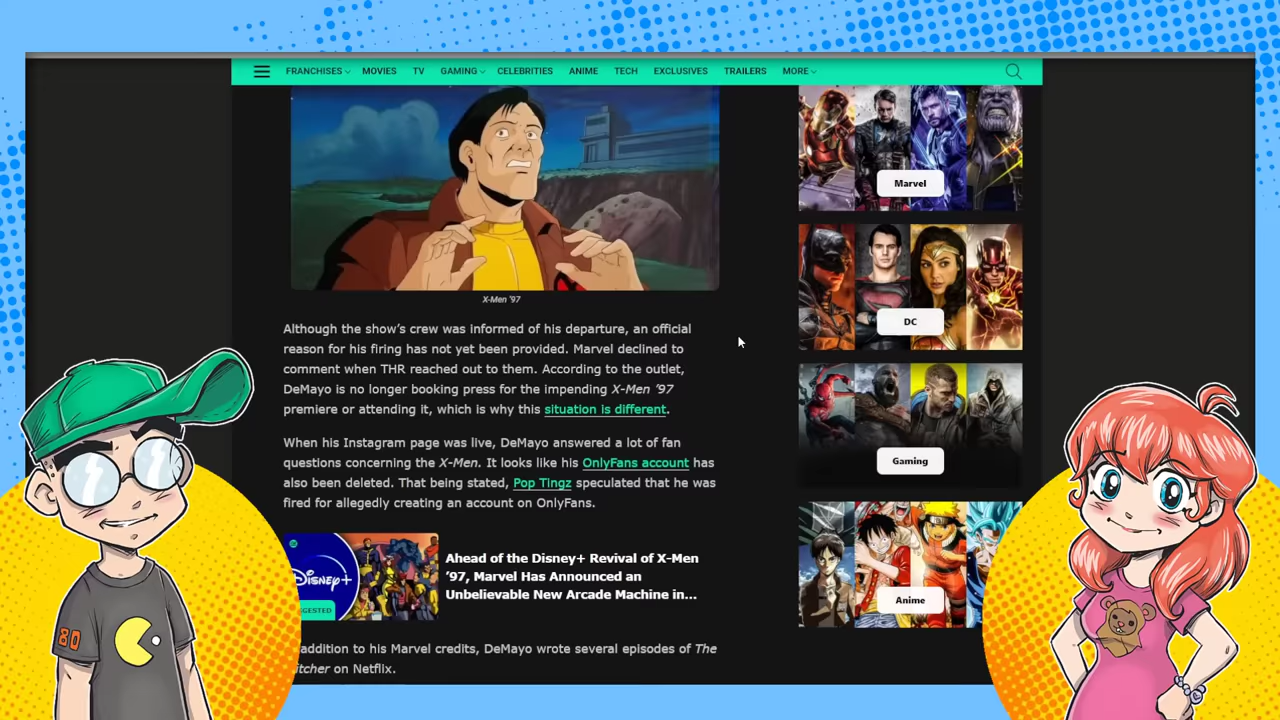 FRANCHISES MOVIES TV GAMING CELEBRITIES ANIME TECH EXCLUSIVES TRAILERS MORE
X-Men '97
Although the show's crew was informed of his departure, an official
reason for his firing has not yet been provided. Marvel declined to
comment when THR reached out to them. According to the outlet,
DeMayo is no longer booking press for the impending X-Men '97
premiere or attending it, which is why this situation is different.
When his Instagram page was live, DeMayo answered a lot of fan
questions concerning the X-Men. It looks like his OnlyFans account has
also been deleted. That being stated, Pop Tingz speculated that he was
fired for allegedly creating an account on OnlyFans.
Disney+
GESTED
Ahead of the Disney+ Revival of X-Men
'97, Marvel Has Announced an
Unbelievable New Arcade Machine in...
addition to his Marvel credits, DeMayo wrote several episodes of The
itcher on Netflix.
Marvel
DC
Gaming
Anime
80